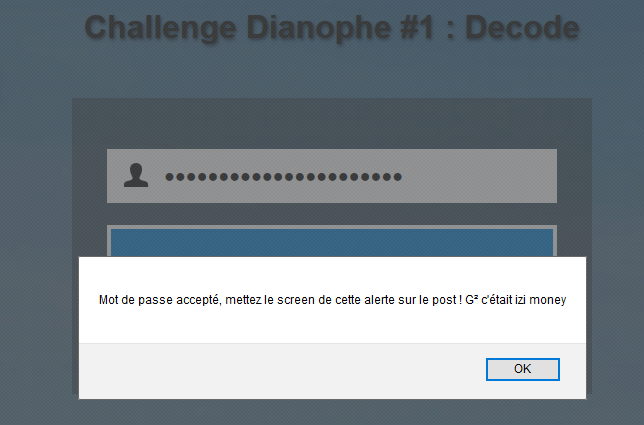 Challenge Dianophe #1 : Decode
••••••••••••••••••••••
Mot de passe accepté, mettez le screen de cette alerte sur le post ! G² c'était izi money
OK